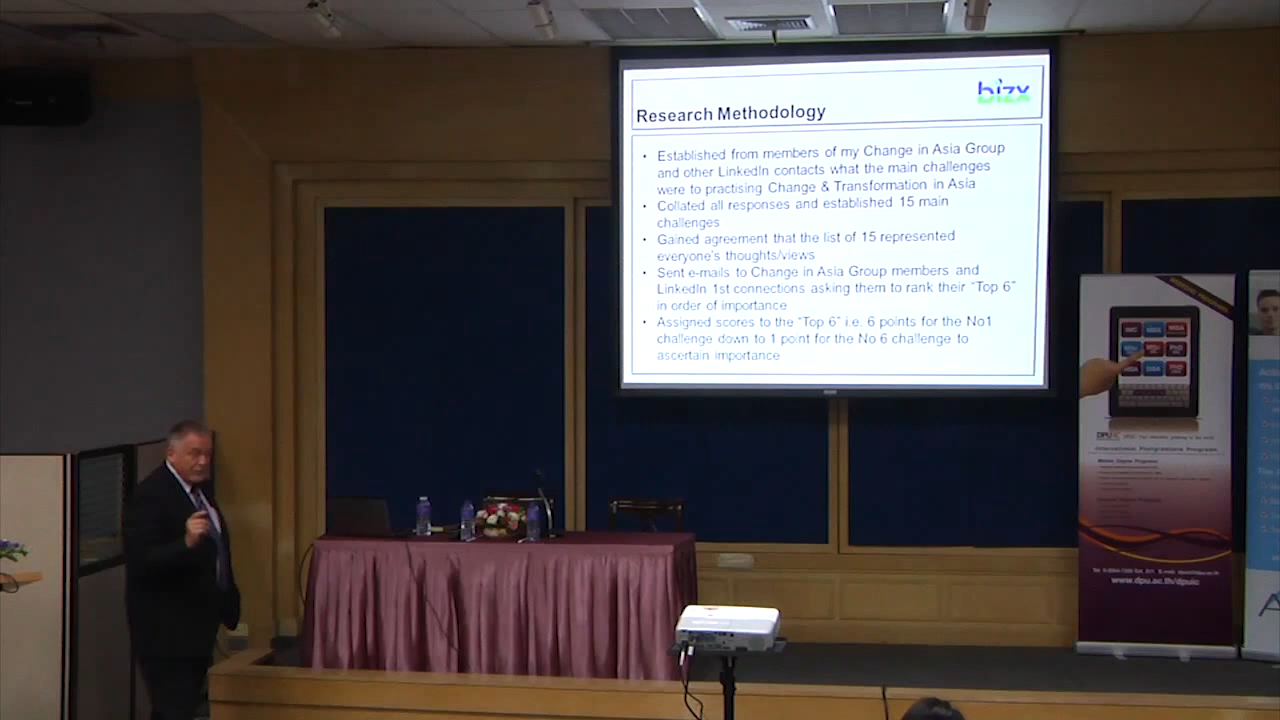 bizx
Research Methodology
• Established from members of my Change in Asia Group
and other LinkedIn contacts what the main challenges
were to practising Change & Transformation in Asia
• Collated all responses and established 15 main
challenges
• Gained agreement that the list of 15 represented
everyone's thoughts/views
• Sent e-mails to Change in Asia Group members and
LinkedIn 1st connections asking them to rank their “Top 6”
in order of importance
• Assigned scores to the “Top 6” i.e. 6 points for the No1
challenge down to 1 point for the No 6 challenge to
ascertain importance
International Postgraduate Programs
www.dpu.ac.th/dpuic